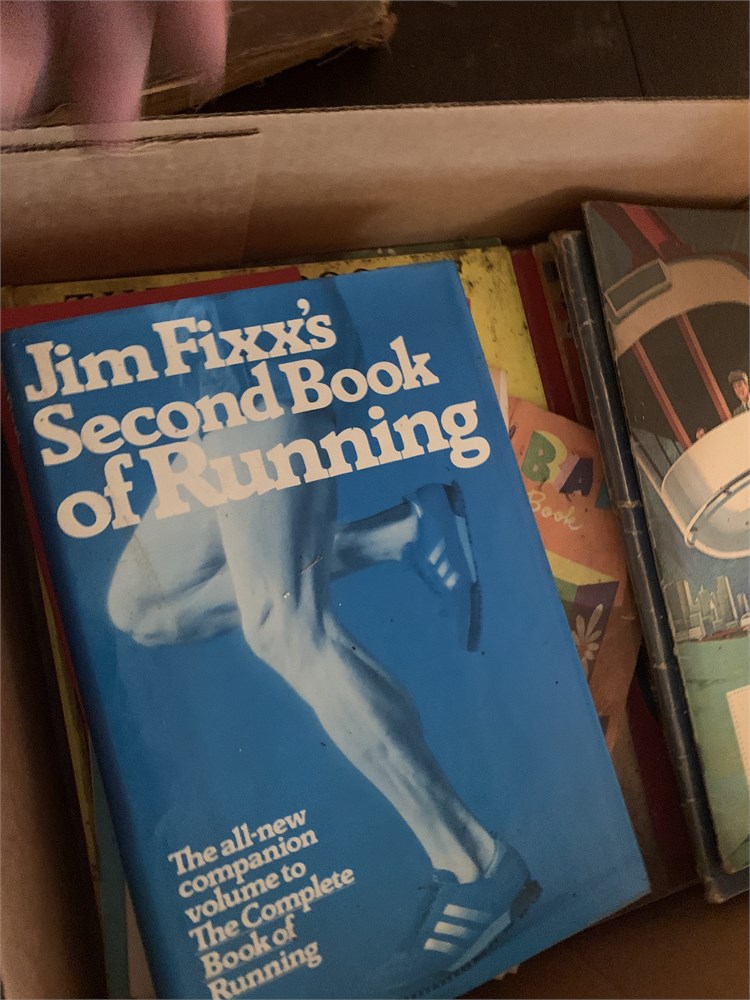 Jim Fixx's
Second Book
of Running
The all-new
companion
volume to
The Complete
Book of
Running
Book